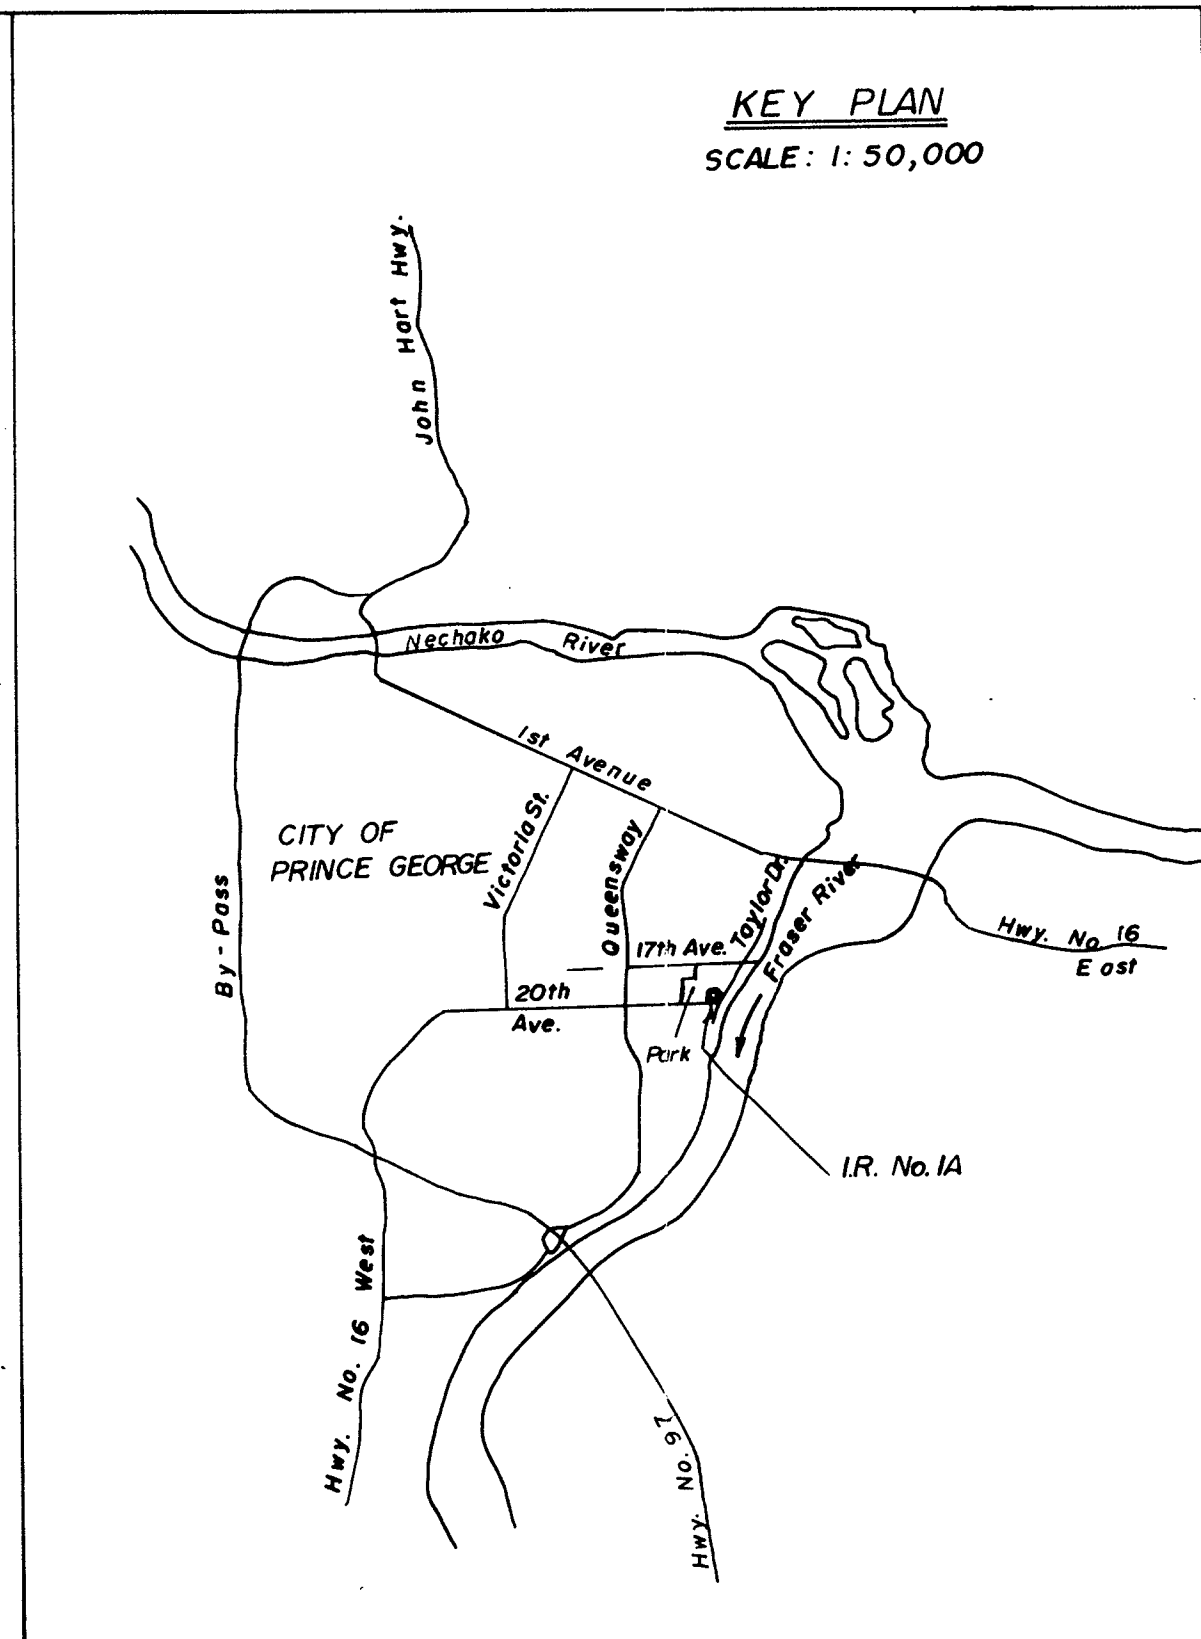 KEY PLAN
SCALE: 1: 50,000
John Hart Hwy.
Nechako River
1st Avenue
Victoria St.
CITY OF
PRINCE GEORGE
Queensway
Taylor Dr.
Fraser River
By-Pass
17th Ave.
Hwy. No 16
East
20th
Ave.
Park
I.R. No. 1A
Hwy. No. 16 West
Hwy. No. 97